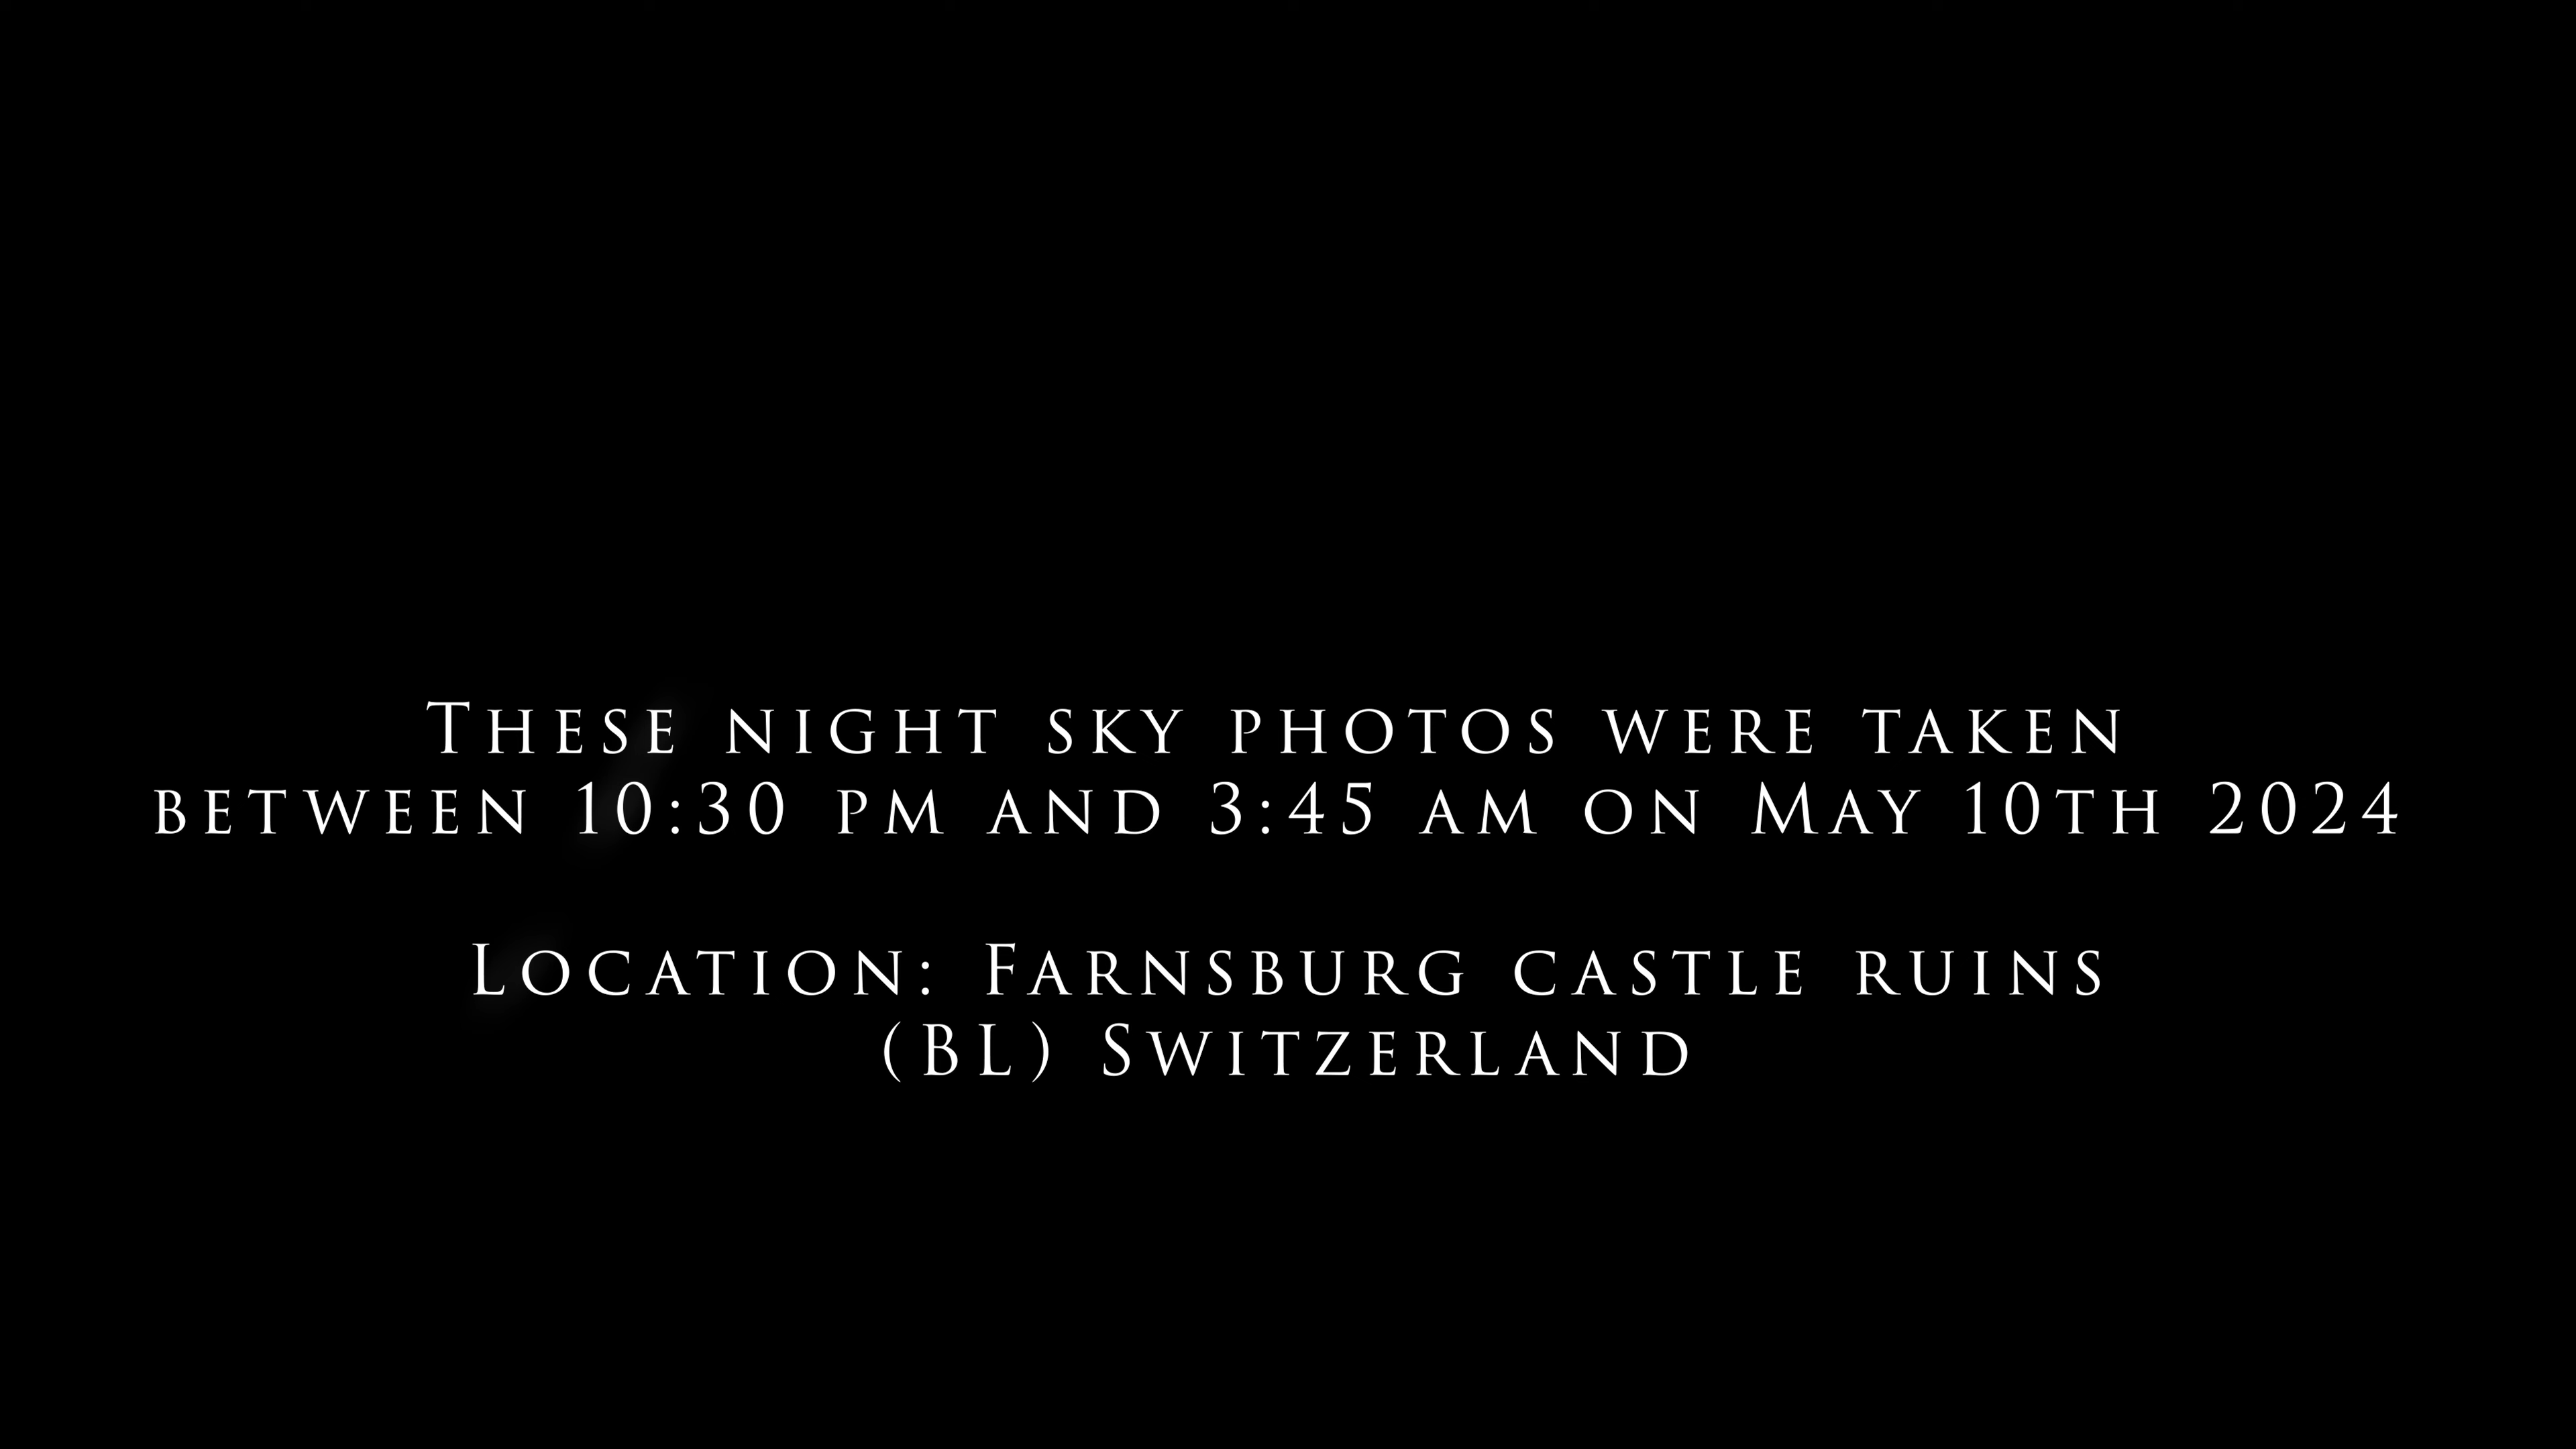 These night sky photos were taken
between 10:30 pm and 3:45 am on May 10th 2024
Location: Farnsburg castle ruins
(BL) Switzerland